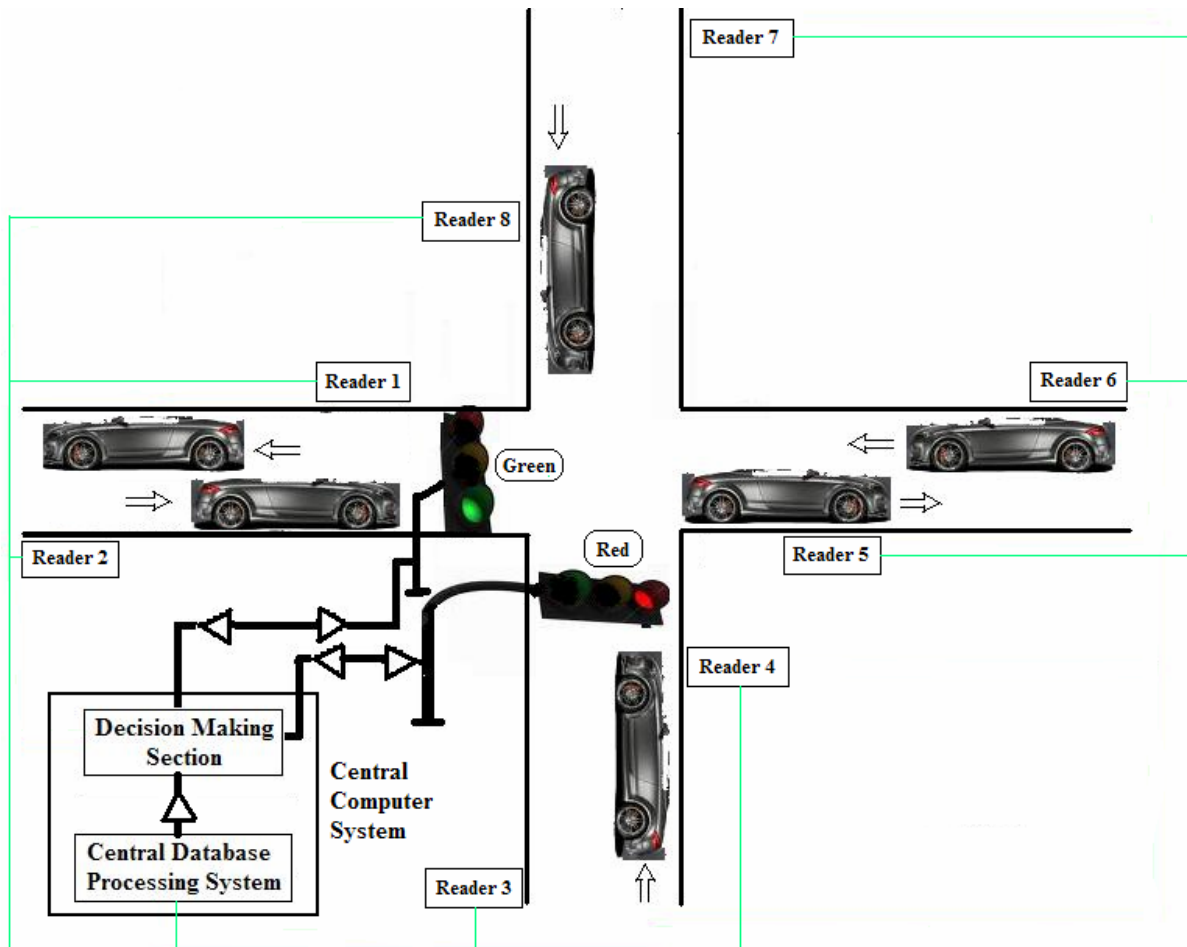 Reader 7
Reader 8
Reader 1
Reader 6
Green
Red
Reader 2
Reader 5
Reader 4
Decision Making
Section
Central
Computer
System
Central Database
Processing System
Reader 3